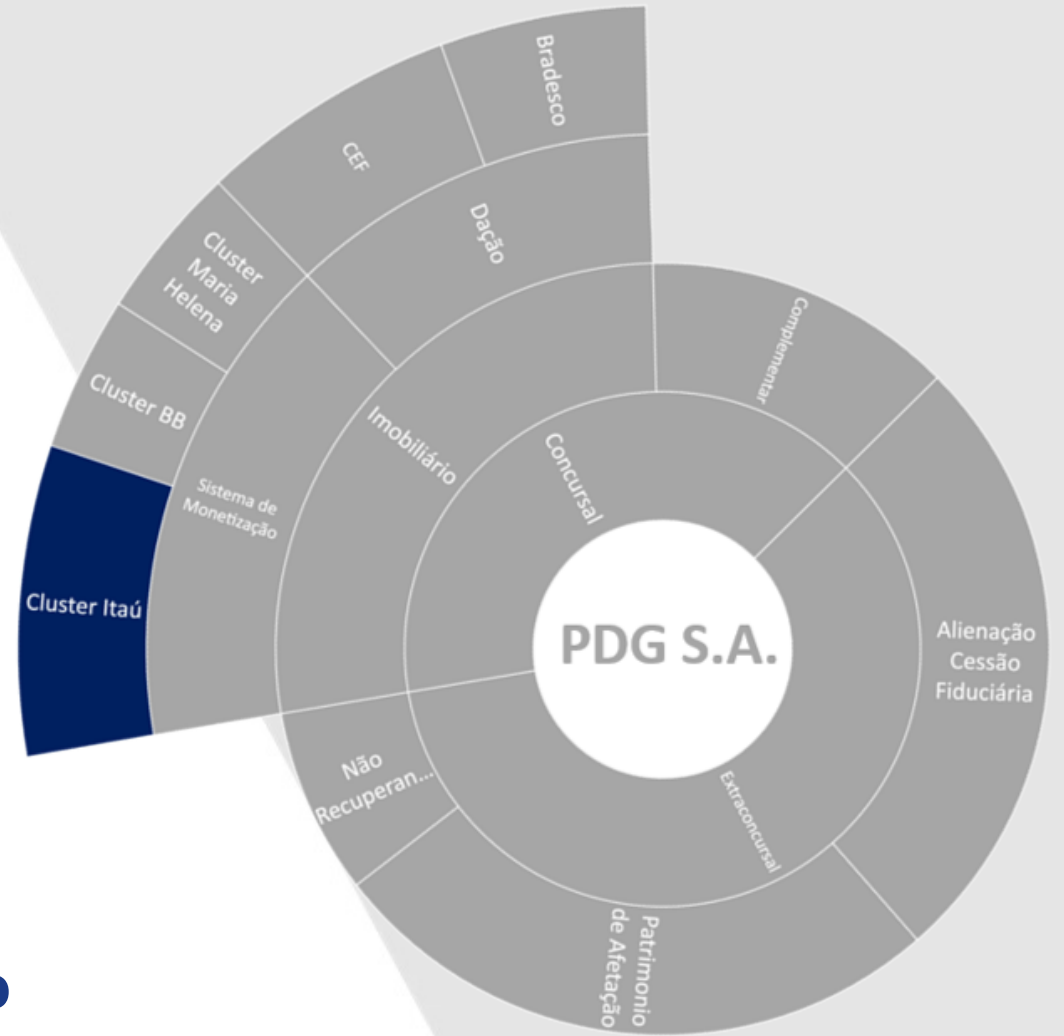 Bradesco
CEF
Dação
Cluster
Maria
Helena
Cluster BB
Cluster Itaú
Sistema de
Monetização
Imobiliário
Concursal
Complementar
PDG S.A.
Alienação
Cessão
Fiduciária
Extraconcursal
Não
Recuperan...
Patrimonio
de Afetação